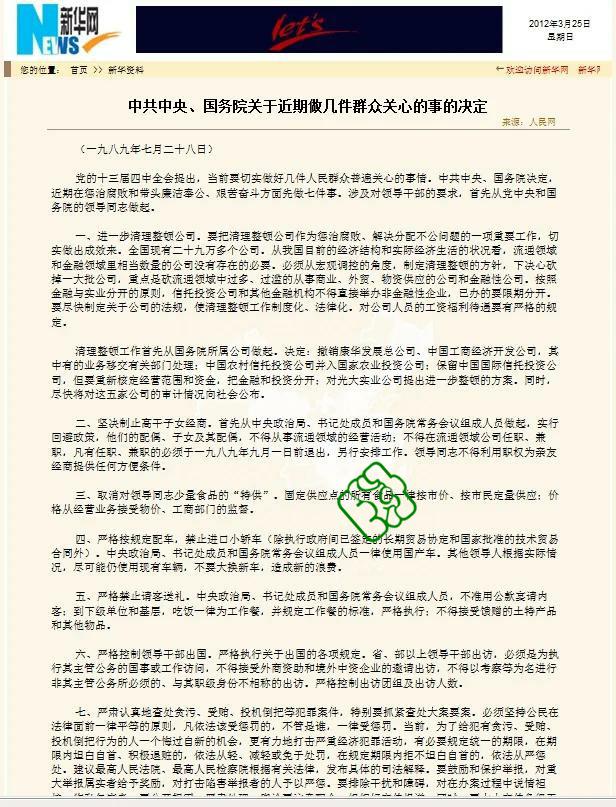 新华网
NEWS
let's
2012年3月25日
星期日
您的位置： 首页 >> 新华资料
←欢迎访问新华网 新华
中共中央、国务院关于近期做几件群众关心的事的决定
来源：人民网
（一九八九年七月二十八日）
党的十三届四中全会提出，当前要切实做好几件人民群众普遍关心的事情。中共中央、国务院决定，
近期在惩治腐败和带头廉洁奉公、艰苦奋斗方面先做七件事。涉及对领导干部的要求，首先从党中央和国
务院的领导同志做起。
一、进一步清理整顿公司。要把清理整顿公司作为惩治腐败、解决分配不公问题的一项重要工作，切
实做出成效来。全国现有二十九万多个公司。从我国目前的经济结构和实际经济生活的状况看，流通领域
和金融领域里相当数量的公司没有存在的必要。必须从宏观调控的角度，制定清理整顿的方针，下决心砍
掉一大批公司，重点是砍流通领域中过多、过滥的从事商业、外贸、物资供应的公司和金融性公司。按照
金融与实业分开的原则，信托投资公司和其他金融机构不得直接举办非金融性企业，已办的要限期分开。
要尽快制定关于公司的法规，使清理整顿工作制度化、法律化。对公司人员的工资福利待遇要有严格的规
定。
清理整顿工作首先从国务院所属公司做起。决定：撤销康华发展总公司、中国工商经济开发公司，其
中有的业务移交有关部门处理；中国农村信托投资公司并入国家农业投资公司；保留中国国际信托投资公
司，但要重新核定经营范围和资金，把金融和投资分开；对光大实业公司提出进一步整顿的方案。同时，
尽快将对这五家公司的审计情况向社会公布。
二、坚决制止高干子女经商。首先从中央政治局、书记处成员和国务院常务会议组成人员做起，实行
回避政策，他们的配偶、子女及其配偶，不得从事流通领域的经营活动；不得在流通领域公司任职、兼
职，凡有任职、兼职的必须于一九八九年九月一日前退出，另行安排工作。领导同志不得利用职权为亲友
经商提供任何方便条件。
三、取消对领导同志少量食品的“特供”。固定供应点的所有食品一律按市价、按市民定量供应；价
格从经营业务接受物价、工商部门的监督。
四、严格按规定配车，禁止进口小轿车（除执行政府间已签定的长期贸易协定和国家批准的技术贸易
合同外）。中央政治局、书记处成员和国务院常务会议组成人员一律使用国产车。其他领导人根据实际情
况，尽可能仍使用现有车辆，不要大换新车，造成新的浪费。
五、严格禁止请客送礼。中央政治局、书记处成员和国务院常务会议组成人员，不准用公款宴请内
客；到下级单位和基层，吃饭一律为工作餐，并规定工作餐的标准，严格执行；不得接受馈赠的土特产品
和其他物品。
六、严格控制领导干部出国。严格执行关于出国的各项规定。省、部以上领导干部出访，必须是为执
行其主管公务的国事或工作访问，不得接受外商资助和境外中资企业的邀请出访，不得以考察等为名进行
非其主管公务所必须的、与其职级身份不相称的出访。严格控制出访团组及出访人数。
七、严肃认真地查处贪污、受贿、投机倒把等犯罪案件，特别要抓紧查处大案要案。必须坚持公民在
法律面前一律平等的原则，凡依法该受惩罚的，不管是谁，一律受惩罚。当前，为了给犯有贪污、受贿、
投机倒把行为的人一个悔过自新的机会，更有力地打击严重经济犯罪活动，有必要规定统一的期限，在期
限内坦白自首、积极退赃的，依法从轻、减轻或免于处罚，在规定期限内拒不坦白自首的，依法从严惩
处。建议最高人民法院、最高人民检察院根据有关法律，发布具体的司法解释。要鼓励和保护举报，对重
大举报属实者给予奖励，对打击陷害举报者的人予以严惩。要排除干扰和障碍，对在办案过程中说情袒